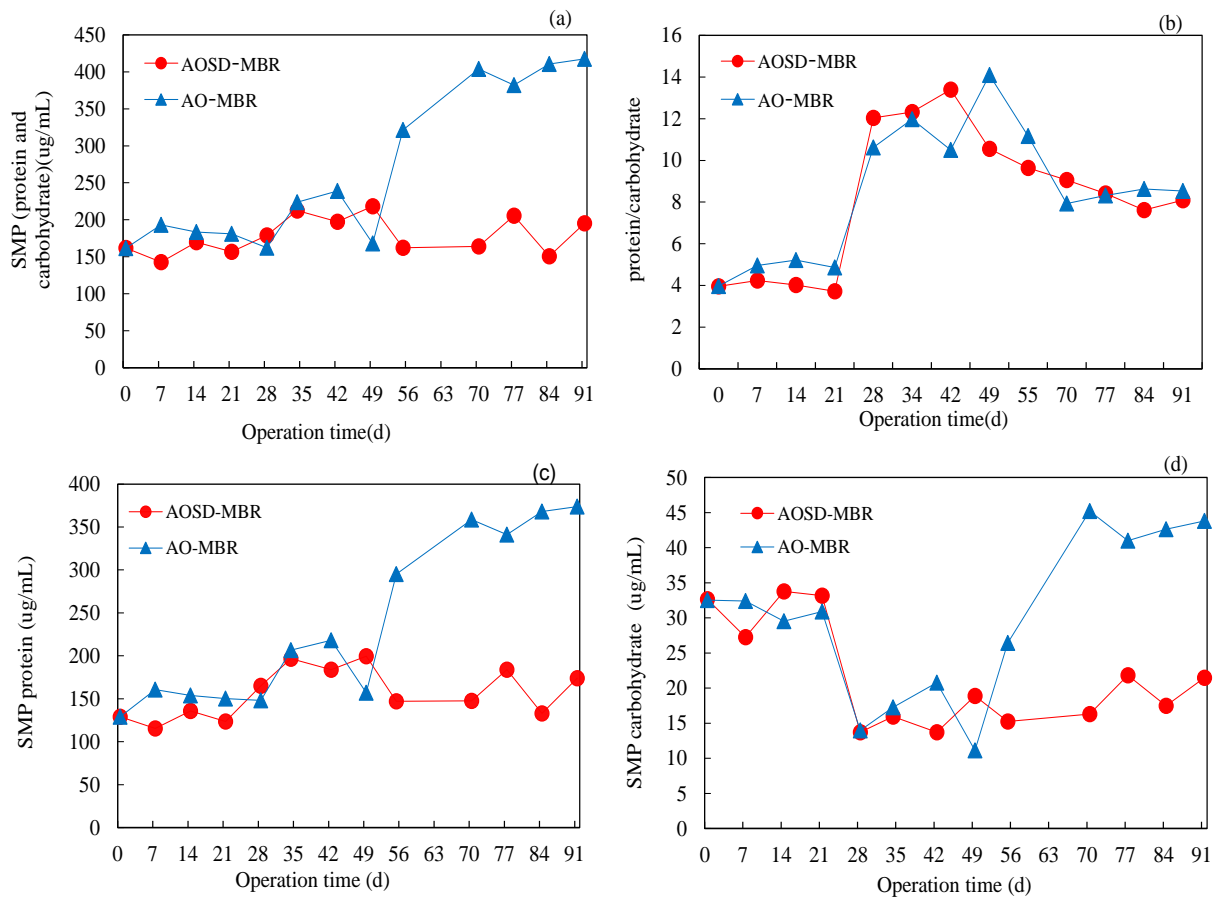 (a)
450
400
350
300
250
200
150
100
50
0
SMP (protein and
carbohydrate)(ug/mL)
AOSD-MBR
AO-MBR
0 7 14 21 28 35 42 49 56 63 70 77 84 91
Operation time(d)
(b)
16
14
12
10
8
6
4
2
0
protein/carbohydrate
AOSD-MBR
AO-MBR
0 7 14 21 28 34 42 49 55 70 77 84 91
Operation time(d)
(c)
400
350
300
250
200
150
100
50
0
SMP protein (ug/mL)
AOSD-MBR
AO-MBR
0 7 14 21 28 35 42 49 56 63 70 77 84 91
Operation time (d)
(d)
50
45
40
35
30
25
20
15
10
5
0
SMP carbohydrate (ug/mL)
AOSD-MBR
AO-MBR
0 7 14 21 28 35 42 49 56 63 70 77 84 91
Operation time (d)